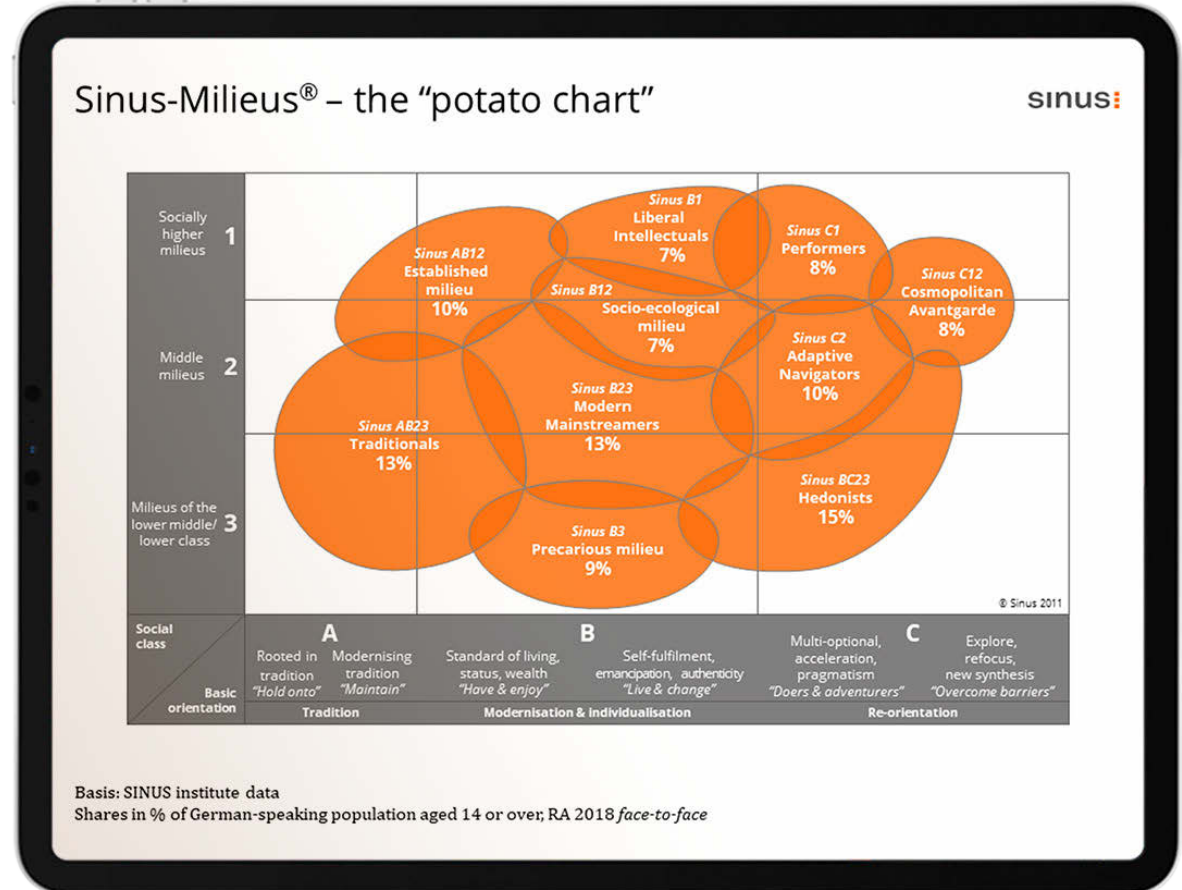 Sinus-Milieus® – the “potato chart”
sinus
Socially
higher
milieus
1
Middle
milieus
2
Milieus of the
lower middle/
lower class
3
Sinus AB12
Established
milieu
10%
Sinus B1
Liberal
Intellectuals
7%
Sinus C1
Performers
8%
Sinus C12
Cosmopolitan
Avantgarde
8%
Sinus B12
Socio-ecological
milieu
7%
Sinus C2
Adaptive
Navigators
10%
Sinus AB23
Traditionals
13%
Sinus B23
Modern
Mainstreamers
13%
Sinus BC23
Hedonists
15%
Sinus B3
Precarious milieu
9%
® Sinus 2011
Social
class
Basic
orientation
A
Rooted in
tradition
“Hold onto”
Modernising
tradition
“Maintain”
Tradition
B
Standard of living,
status, wealth
“Have & enjoy”
Self-fulfilment,
emancipation, authenticity
“Live & change”
Modernisation & individualisation
C
Multi-optional,
acceleration,
pragmatism
“Doers & adventurers”
Explore,
refocus,
new synthesis
“Overcome barriers”
Re-orientation
Basis: SINUS institute data
Shares in % of German-speaking population aged 14 or over, RA 2018 face-to-face